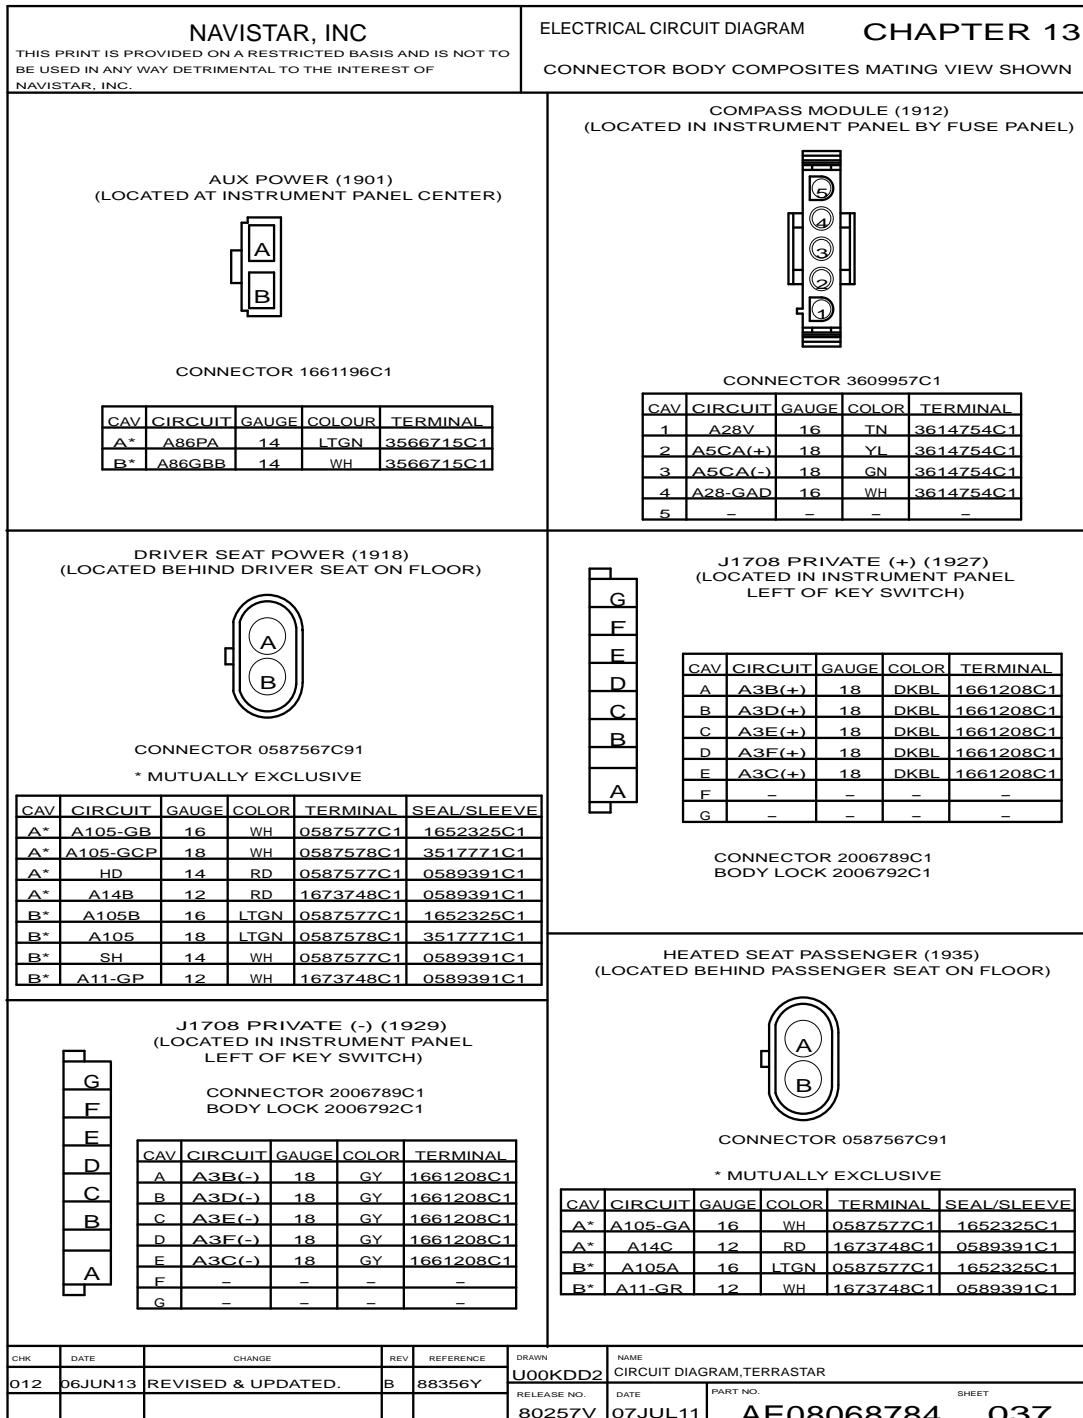 NAVISTAR, INC
THIS PRINT IS PROVIDED ON A RESTRICTED BASIS AND IS NOT TO
BE USED IN ANY WAY DETRIMENTAL TO THE INTEREST OF
NAVISTAR, INC.
ELECTRICAL CIRCUIT DIAGRAM CHAPTER 13
CONNECTOR BODY COMPOSITES MATING VIEW SHOWN
AUX POWER (1901)
(LOCATED AT INSTRUMENT PANEL CENTER)
A
B
CONNECTOR 1661196C1
CAV CIRCUIT GAUGE COLOUR TERMINAL
A* A86PA 14 LTGN 3566715C1
B* A86GBB 14 WH 3566715C1
COMPASS MODULE (1912)
(LOCATED IN INSTRUMENT PANEL BY FUSE PANEL)
5
4
3
2
1
CONNECTOR 3609957C1
CAV CIRCUIT GAUGE COLOR TERMINAL
1 A28V 16 TN 3614754C1
2 A5CA(+) 18 YL 3614754C1
3 A5CA(-) 18 GN 3614754C1
4 A28-GAD 16 WH 3614754C1
5 – – – –
DRIVER SEAT POWER (1918)
(LOCATED BEHIND DRIVER SEAT ON FLOOR)
A
B
CONNECTOR 0587567C91
* MUTUALLY EXCLUSIVE
CAV CIRCUIT GAUGE COLOR TERMINAL SEAL/SLEEVE
A* A105-GB 16 WH 0587577C1 1652325C1
A* A105-GCP 18 WH 0587578C1 3517771C1
A* HD 14 RD 0587577C1 0589391C1
A* A14B 12 RD 1673748C1 0589391C1
B* A105B 16 LTGN 0587577C1 1652325C1
B* A105 18 LTGN 0587578C1 3517771C1
B* SH 14 WH 0587577C1 0589391C1
B* A11-GP 12 WH 1673748C1 0589391C1
J1708 PRIVATE (+) (1927)
(LOCATED IN INSTRUMENT PANEL
LEFT OF KEY SWITCH)
G
F
E
D
C
B
A
CAV CIRCUIT GAUGE COLOR TERMINAL
A A3B(+) 18 DKBL 1661208C1
B A3D(+) 18 DKBL 1661208C1
C A3E(+) 18 DKBL 1661208C1
D A3F(+) 18 DKBL 1661208C1
E A3C(+) 18 DKBL 1661208C1
F – – – –
G – – – –
CONNECTOR 2006789C1
BODY LOCK 2006792C1
J1708 PRIVATE (-) (1929)
(LOCATED IN INSTRUMENT PANEL
LEFT OF KEY SWITCH)
CONNECTOR 2006789C1
BODY LOCK 2006792C1
G
F
E
D
C
B
A
CAV CIRCUIT GAUGE COLOR TERMINAL
A A3B(-) 18 GY 1661208C1
B A3D(-) 18 GY 1661208C1
C A3E(-) 18 GY 1661208C1
D A3F(-) 18 GY 1661208C1
E A3C(-) 18 GY 1661208C1
F – – – –
G – – – –
HEATED SEAT PASSENGER (1935)
(LOCATED BEHIND PASSENGER SEAT ON FLOOR)
A
B
CONNECTOR 0587567C91
* MUTUALLY EXCLUSIVE
CAV CIRCUIT GAUGE COLOR TERMINAL SEAL/SLEEVE
A* A105-GA 16 WH 0587577C1 1652325C1
A* A14C 12 RD 1673748C1 0589391C1
B* A105A 16 LTGN 0587577C1 1652325C1
B* A11-GR 12 WH 1673748C1 0589391C1
CHK DATE CHANGE REV REFERENCE
012 06JUN13 REVISED & UPDATED. B 88356Y
DRAWN NAME
U00KDD2 CIRCUIT DIAGRAM,TERRASTAR
RELEASE NO. DATE PART NO. SHEET
80257V 07JUL11 AE08068784 037